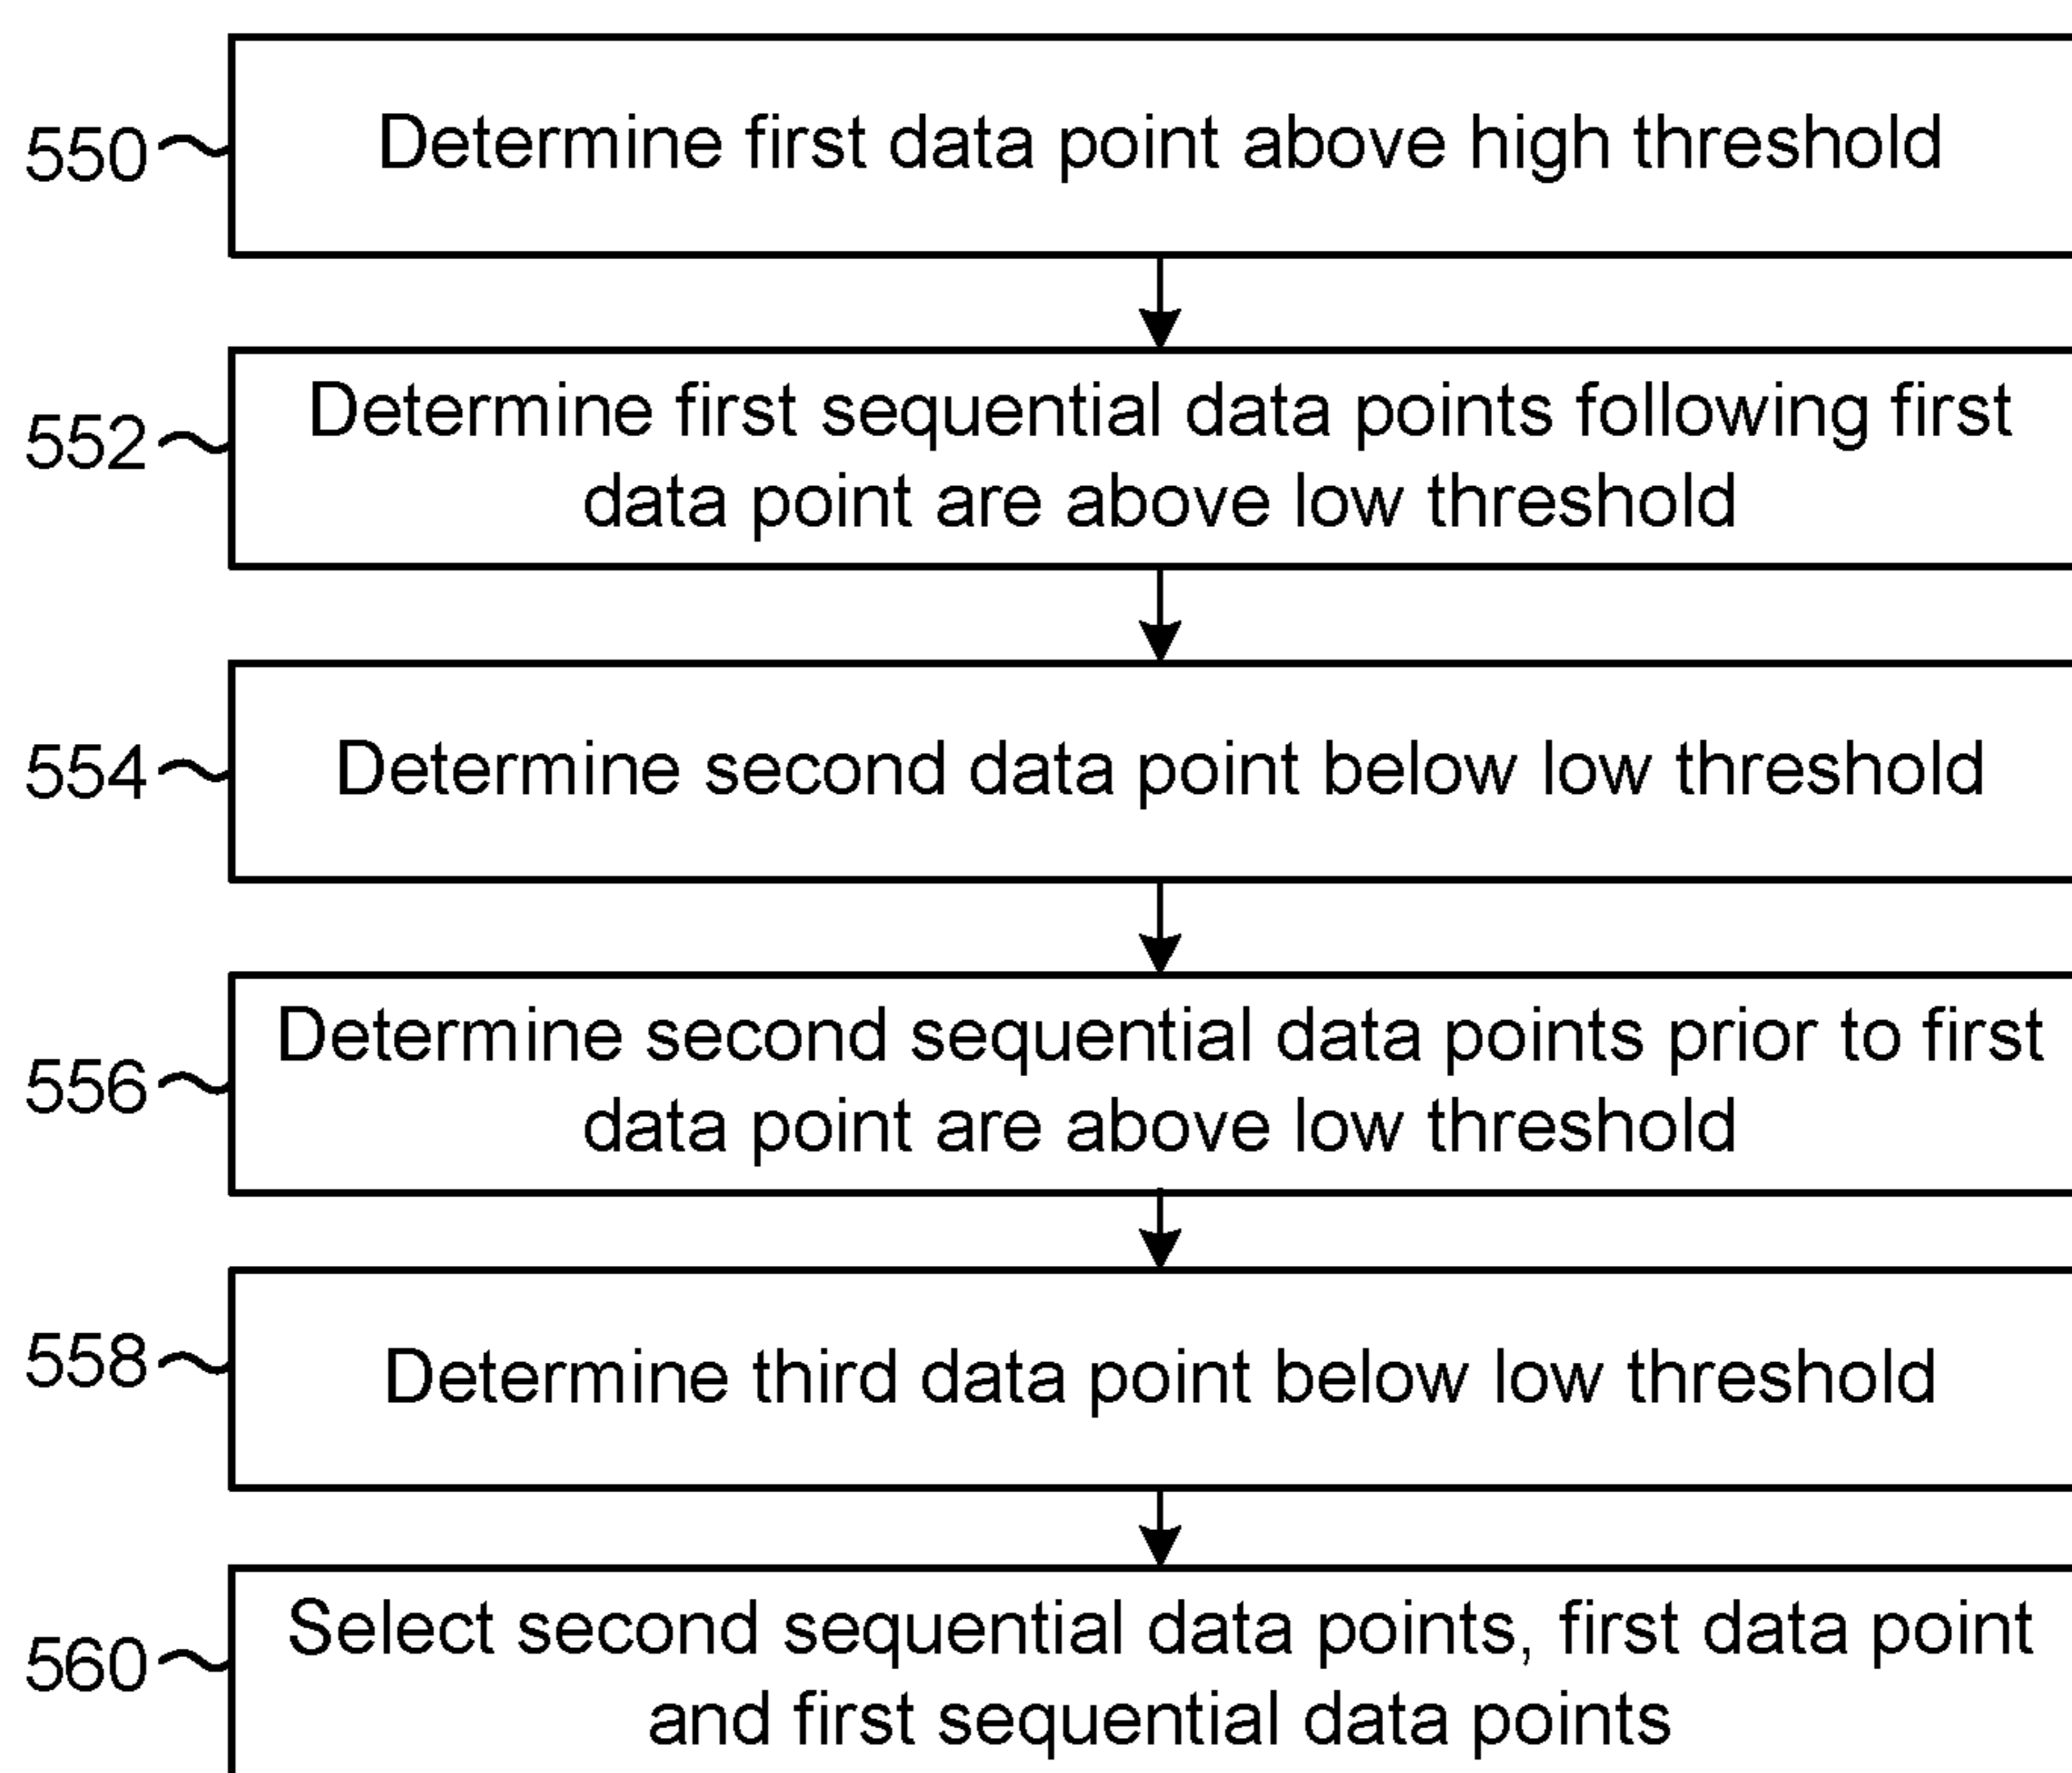 550
Determine first data point above high threshold
552
Determine first sequential data points following first
data point are above low threshold
554
Determine second data point below low threshold
556
Determine second sequential data points prior to first
data point are above low threshold
558
Determine third data point below low threshold
560
Select second sequential data points, first data point
and first sequential data points